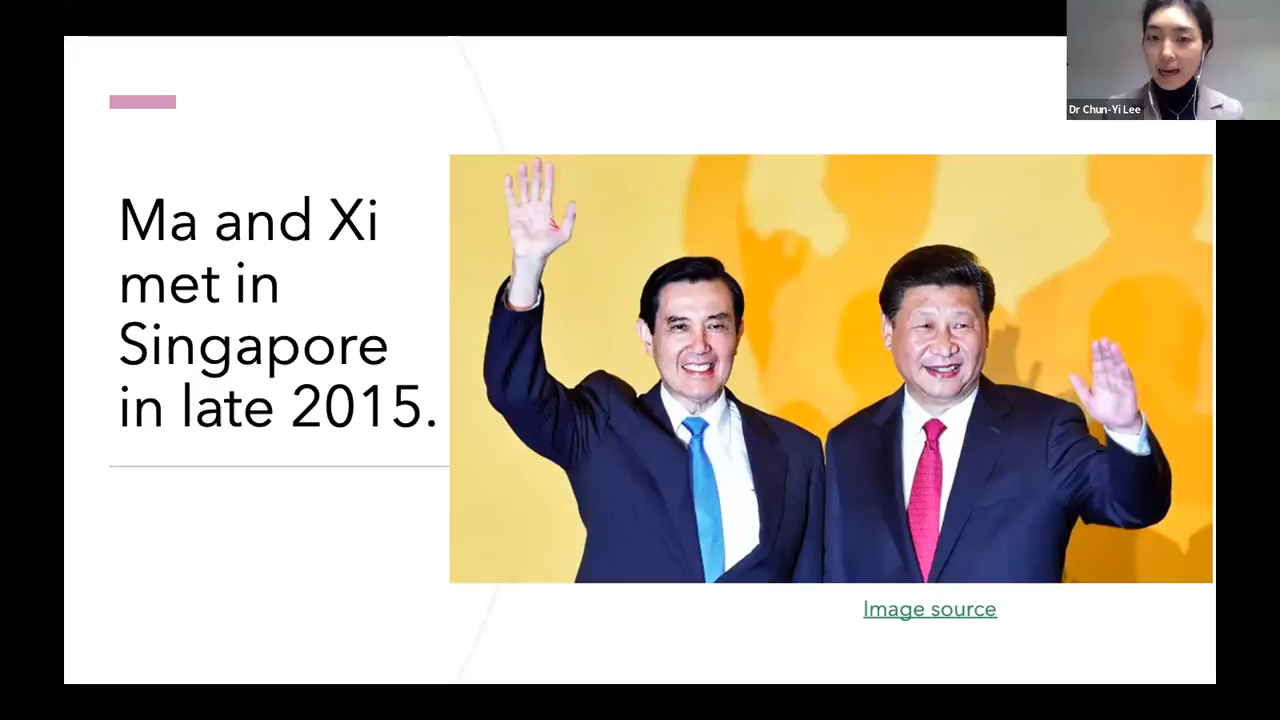 Dr Chun-Yi Lee
Ma and Xi
met in
Singapore
in late 2015.
Image source